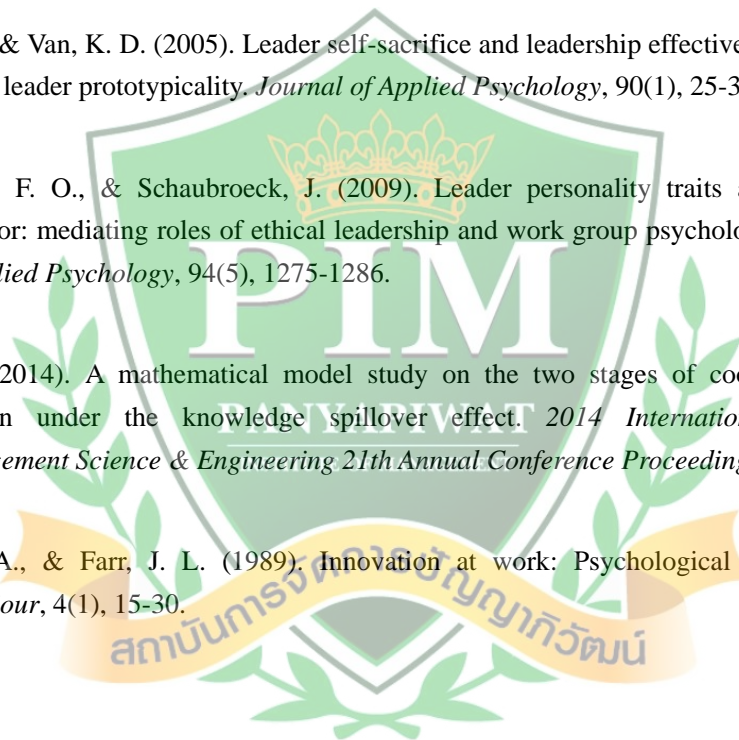 & Van, K. D. (2005). Leader self-sacrifice and leadership effective
leader prototypicality. Journal of Applied Psychology, 90(1), 25-3
F. O., & Schaubroeck, J. (2009). Leader personality traits a
or: mediating roles of ethical leadership and work group psycholo
lied Psychology, 94(5), 1275-1286.
PIM
2014). A mathematical model study on the two stages of coo
n under the knowledge spillover effect. 2014 Internation
PANYAPIWAT
ement Science & Engineering 21th Annual Conference Proceeding
INSTITUTE OF MANAGEMENT
A., & Farr, J. L. (1989). Innovation at work: Psychological
our, 4(1), 15-30.
สถาบันการจัดการปัญญาภิวัฒน์